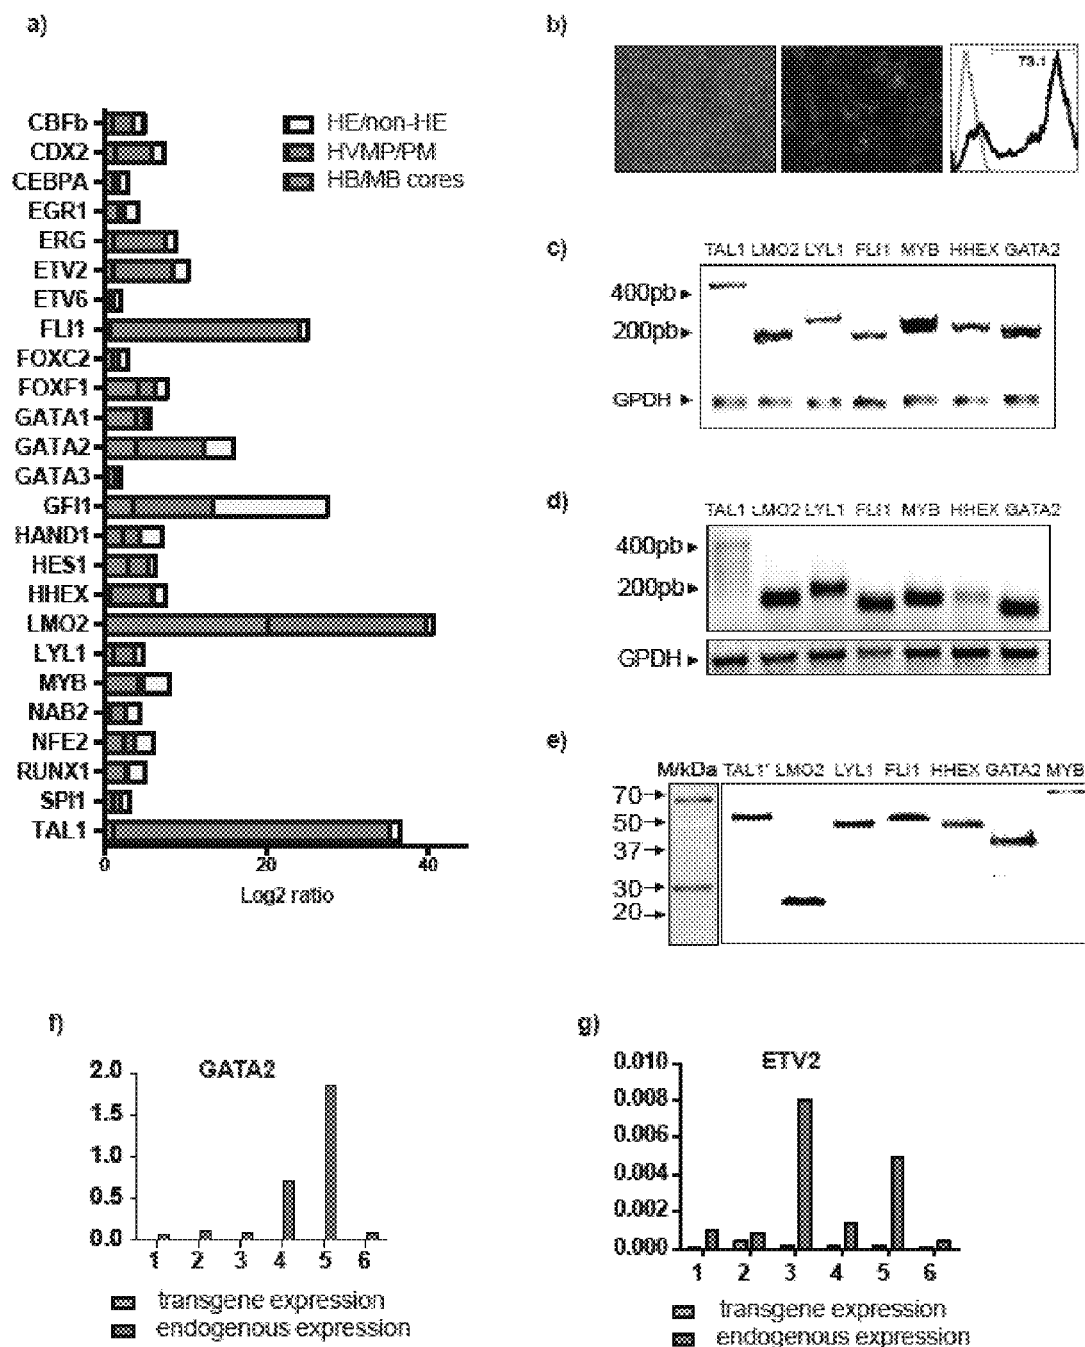 a)
CBFb
CDX2
CEBPA
EGR1
ERG
ETV2
ETV6
FLI1
FOXC2
FOXF1
GATA1
GATA2
GATA3
GFI1
HAND1
HES1
HHEX
LMO2
LYL1
MYB
NAB2
NFE2
RUNX1
SPI1
TAL1
HE/non-HE
HVMP/PM
HB/MB cores
0 20 40
Log2 ratio
b)
73.1
c)
TAL1 LMO2 LYL1 FLI1 MYB HHEX GATA2
400pb
200pb
GPDH
d)
TAL1 LMO2 LYL1 FLI1 MYB HHEX GATA2
400pb
200pb
GPDH
e)
M/kDa TAL1' LMO2 LYL1 FLI1 HHEX GATA2 MYB
70
50
37
30
20
f)
GATA2
2.0
1.5
1.0
0.5
0.0
1 2 3 4 5 6
transgene expression
endogenous expression
g)
ETV2
0.010
0.008
0.006
0.004
0.002
0.000
1 2 3 4 5 6
transgene expression
endogenous expression